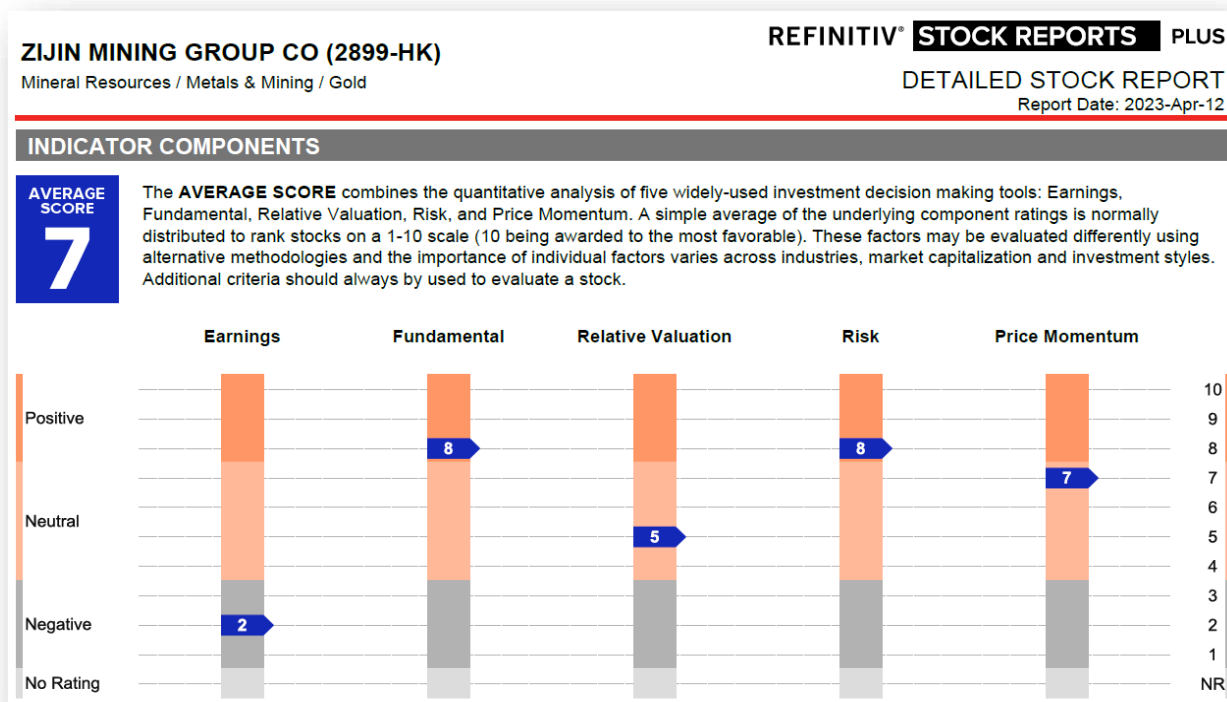 ZIJIN MINING GROUP CO (2899-HK)
Mineral Resources / Metals & Mining / Gold
REFINITIV® STOCK REPORTS PLUS
DETAILED STOCK REPORT
Report Date: 2023-Apr-12
INDICATOR COMPONENTS
AVERAGE
SCORE
7
The AVERAGE SCORE combines the quantitative analysis of five widely-used investment decision making tools: Earnings,
Fundamental, Relative Valuation, Risk, and Price Momentum. A simple average of the underlying component ratings is normally
distributed to rank stocks on a 1-10 scale (10 being awarded to the most favorable). These factors may be evaluated differently using
alternative methodologies and the importance of individual factors varies across industries, market capitalization and investment styles.
Additional criteria should always by used to evaluate a stock.
Earnings Fundamental Relative Valuation Risk Price Momentum
10
Positive 9
8 8 8
7 7
6
Neutral
5 5
4
3
Negative 2 2
1
No Rating NR